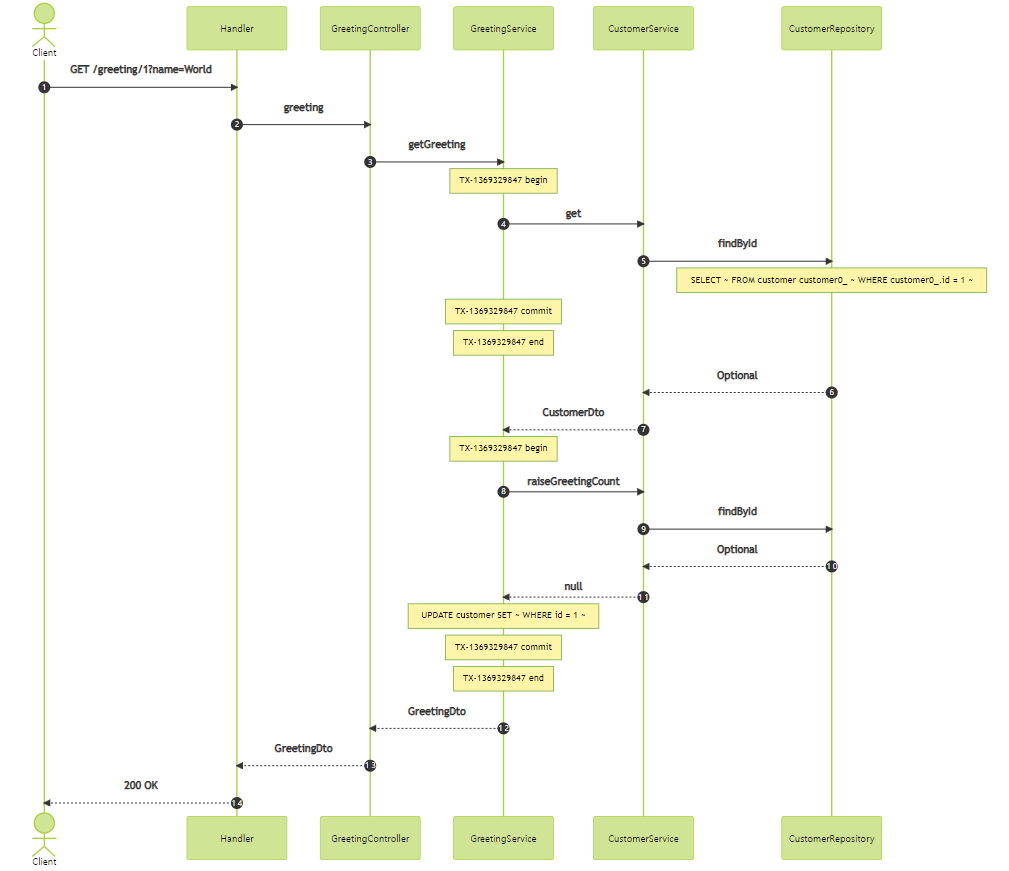 Client
Handler
GreetingController
GreetingService
CustomerService
CustomerRepository
GET /greeting/1?name=World
1
greeting
2
getGreeting
3
TX-1369329847 begin
get
4
findById
5
SELECT ~ FROM customer customer0_ ~ WHERE customer0_.id = 1 ~
TX-1369329847 commit
TX-1369329847 end
Optional
6
CustomerDto
7
TX-1369329847 begin
raiseGreetingCount
8
findById
9
Optional
10
null
11
UPDATE customer SET ~ WHERE id = 1 ~
TX-1369329847 commit
TX-1369329847 end
GreetingDto
12
GreetingDto
13
200 OK
14
Client
Handler
GreetingController
GreetingService
CustomerService
CustomerRepository